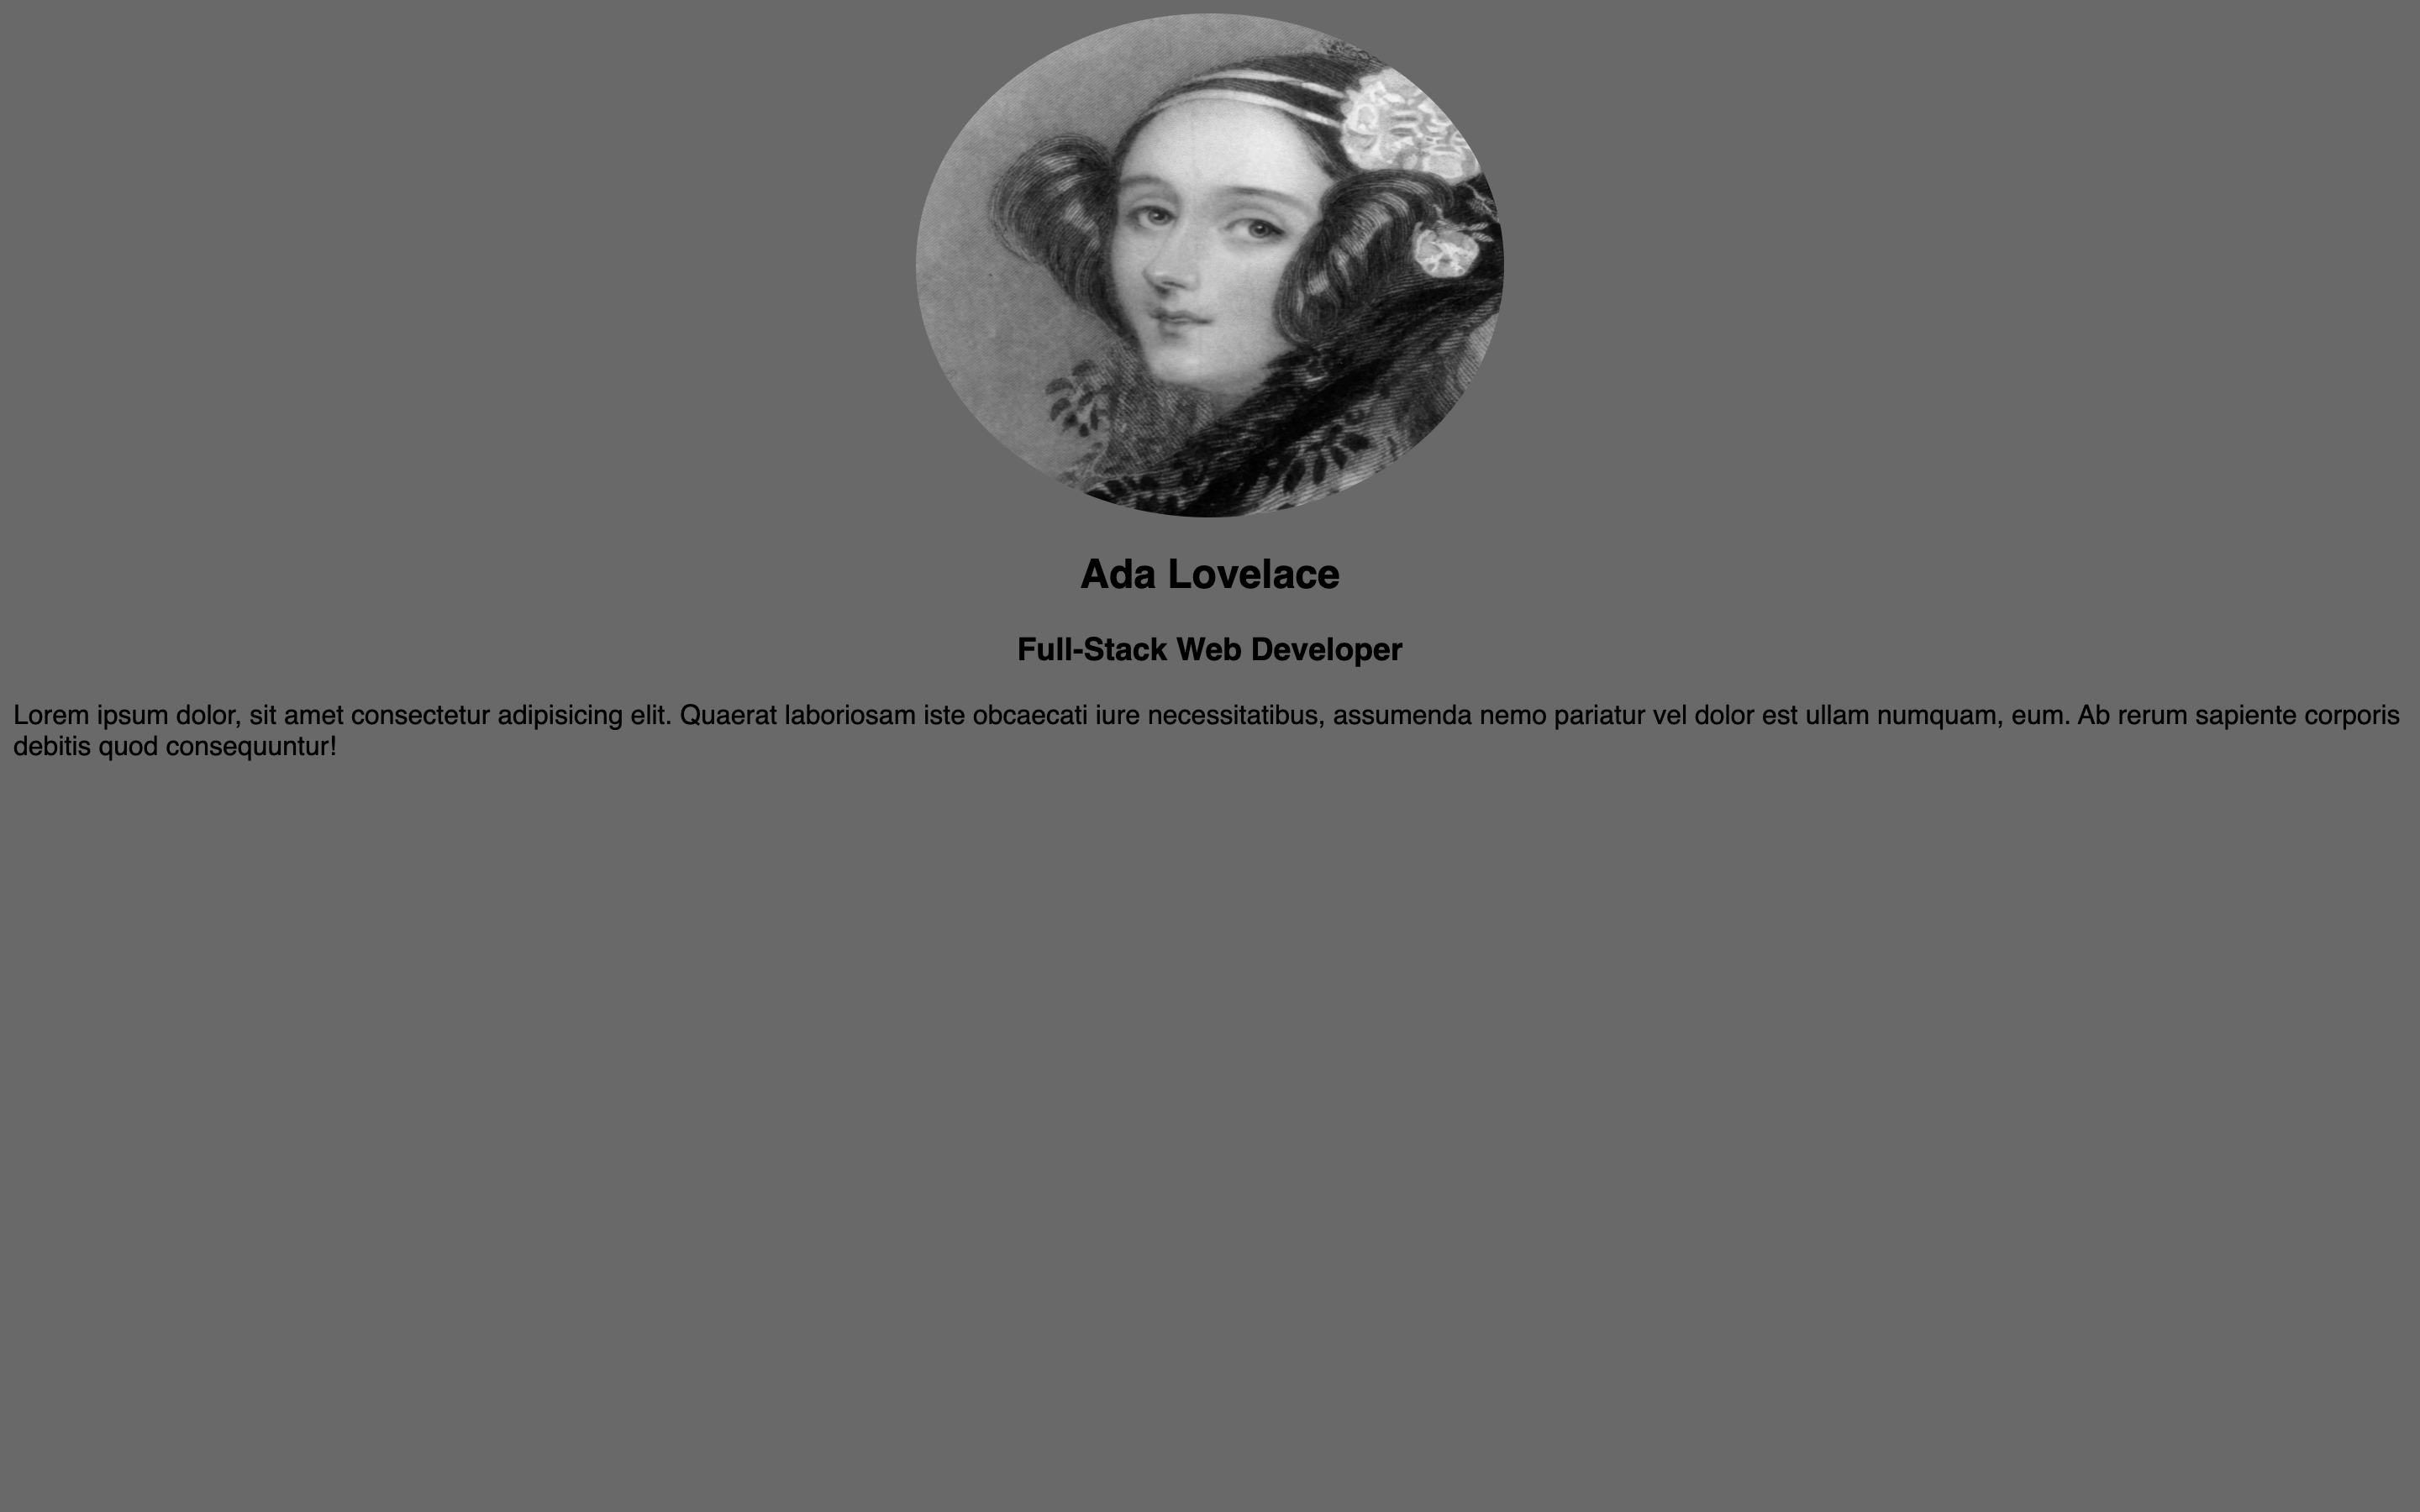 Ada Lovelace
Full-Stack Web Developer
Lorem ipsum dolor, sit amet consectetur adipisicing elit. Quaerat laboriosam iste obcaecati iure necessitatibus, assumenda nemo pariatur vel dolor est ullam numquam, eum. Ab rerum sapiente corporis
debitis quod consequuntur!